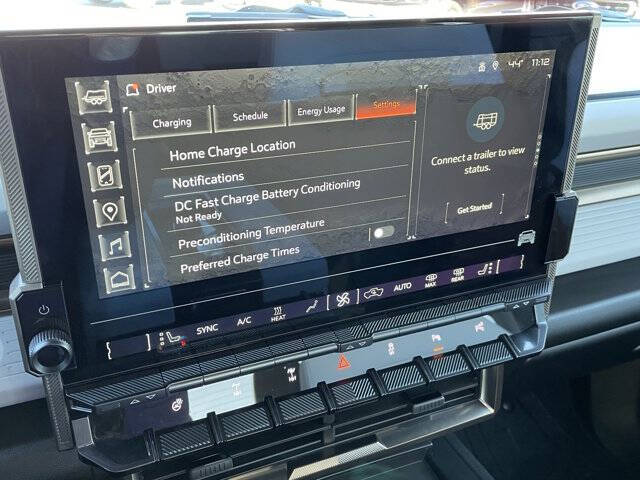 44° 11:12
Driver
Charging Schedule Energy Usage Settings
Home Charge Location
Notifications
DC Fast Charge Battery Conditioning
Not Ready
Preconditioning Temperature
Preferred Charge Times
Connect a trailer to view
status.
Get Started
SYNC A/C HEAT AUTO MAX REAR